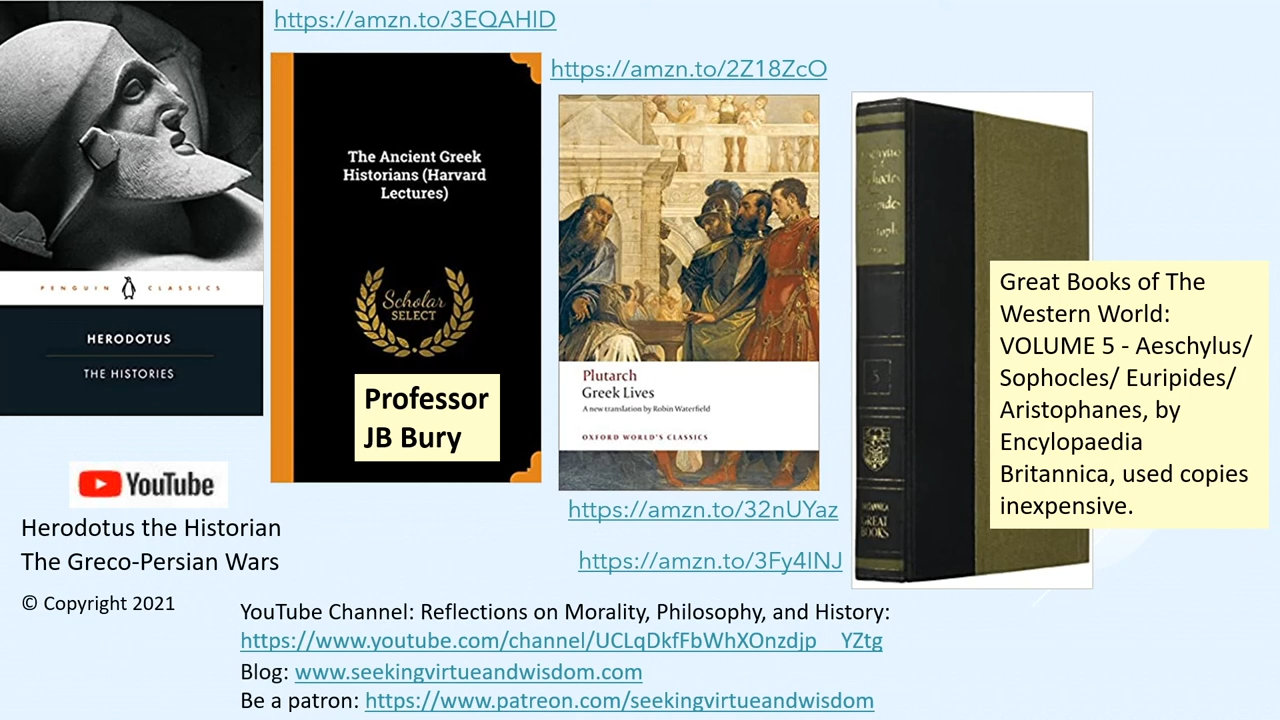 https://amzn.to/3EQAHID
https://amzn.to/2Z18ZcO
PENGUIN CLASSICS
HERODOTUS
THE HISTORIES
The Ancient Greek
Historians (Harvard
Lectures)
Scholar
SELECT
Professor
JB Bury
Plutarch
Greek Lives
A new translation by Robin Waterfield
OXFORD WORLD'S CLASSICS
5
GREAT
BOOKS
Great Books of The
Western World:
VOLUME 5 - Aeschylus/
Sophocles/ Euripides/
Aristophanes, by
Encylopaedia
Britannica, used copies
inexpensive.
https://amzn.to/32nUYaz
https://amzn.to/3Fy4INJ
YouTube
Herodotus the Historian
The Greco-Persian Wars
© Copyright 2021
YouTube Channel: Reflections on Morality, Philosophy, and History:
https://www.youtube.com/channel/UCLqDkfFbWhXOnzdjp__YZtg
Blog: www.seekingvirtueandwisdom.com
Be a patron: https://www.patreon.com/seekingvirtueandwisdom